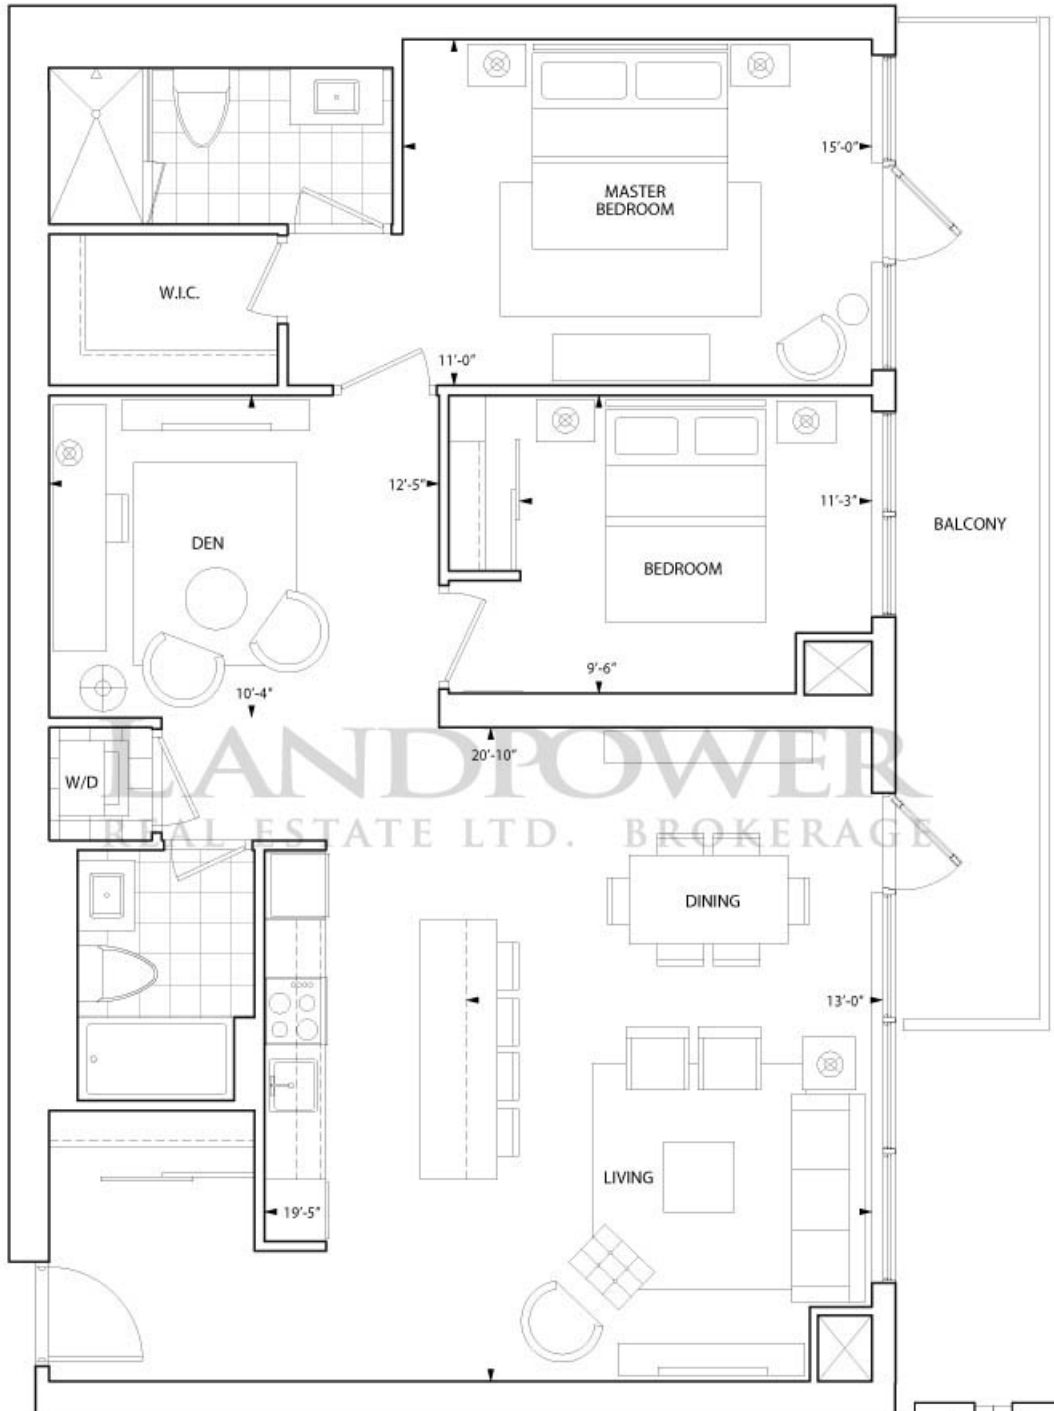 15'-0"
MASTER
BEDROOM
W.I.C.
11'-0"
12'-5"
11'-3"
BALCONY
DEN
BEDROOM
9'-6"
10'-4"
LANDPOWER
20'-10"
W/D
REAL ESTATE LTD. BROKERAGE
DINING
13'-0"
LIVING
19'-5"